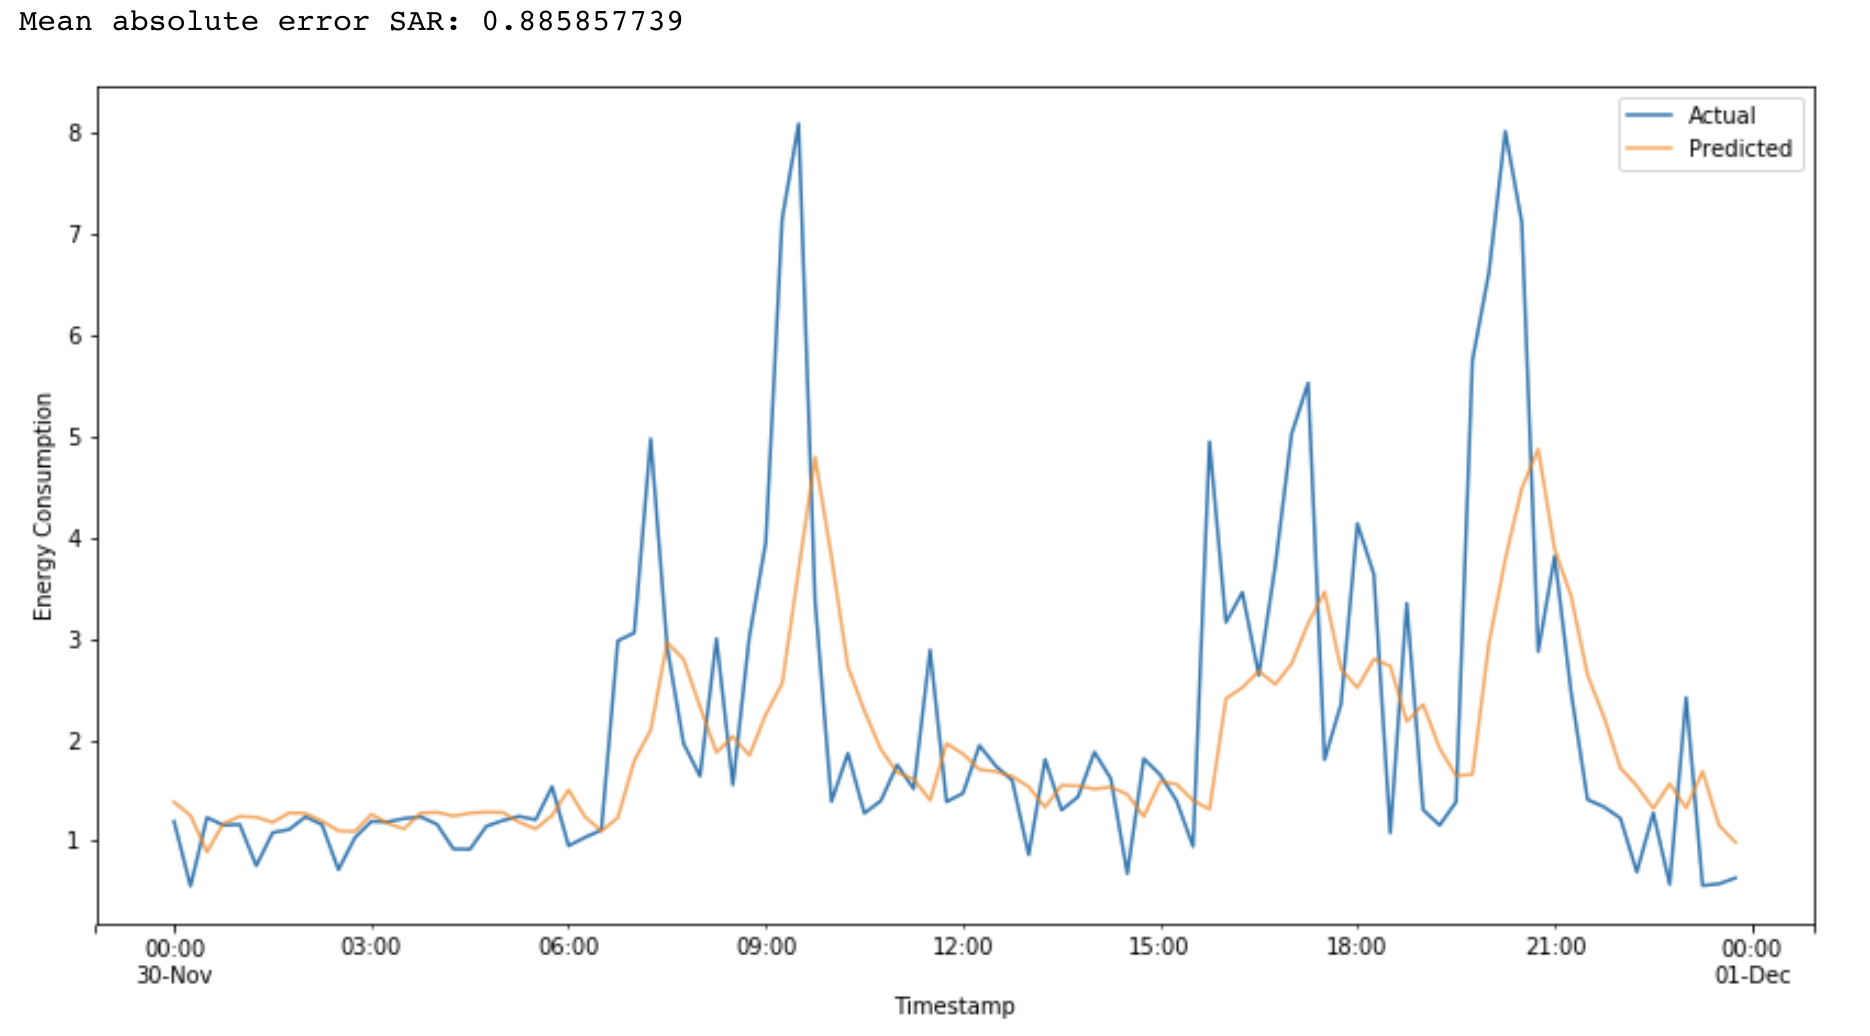 Mean absolute error SAR: 0.885857739
Actual
Predicted
8
7
6
5
4
3
2
1
Energy Consumption
00:00 03:00 06:00 09:00 12:00 15:00 18:00 21:00 00:00
30-Nov 01-Dec
Timestamp